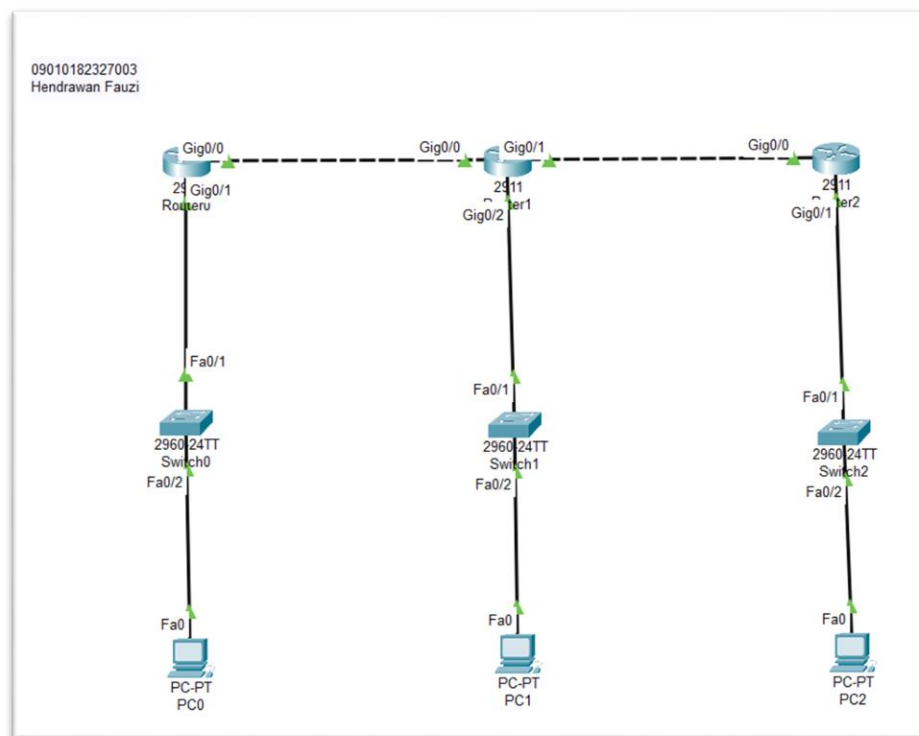 09010182327003
Hendrawan Fauzi
Gig0/0
Gig0/0
Gig0/1
Gig0/0
Gig0/1
2911
2911
Gig0/2
Gig0/1
Fa0/1
Fa0/1
Fa0/1
2960-24TT
Switch0
2960-24TT
Switch1
2960-24TT
Switch2
Fa0/2
Fa0/2
Fa0/2
Fa0
Fa0
Fa0
PC-PT
PC0
PC-PT
PC1
PC-PT
PC2